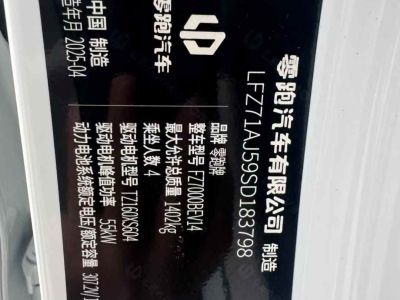 零跑汽车
零跑汽车有限公司 制造
LFZ71AJ59SD183798
品牌 零跑牌
整车型号 FZ7000BEV14
最大允许总质量 1402kg
乘坐人数 4
驱动电机型号 TZ160XS604
驱动电机峰值功率 55kW
动力电池系统额定电压/额定容量 307.2V/
中国 制造
造年月 2025-04